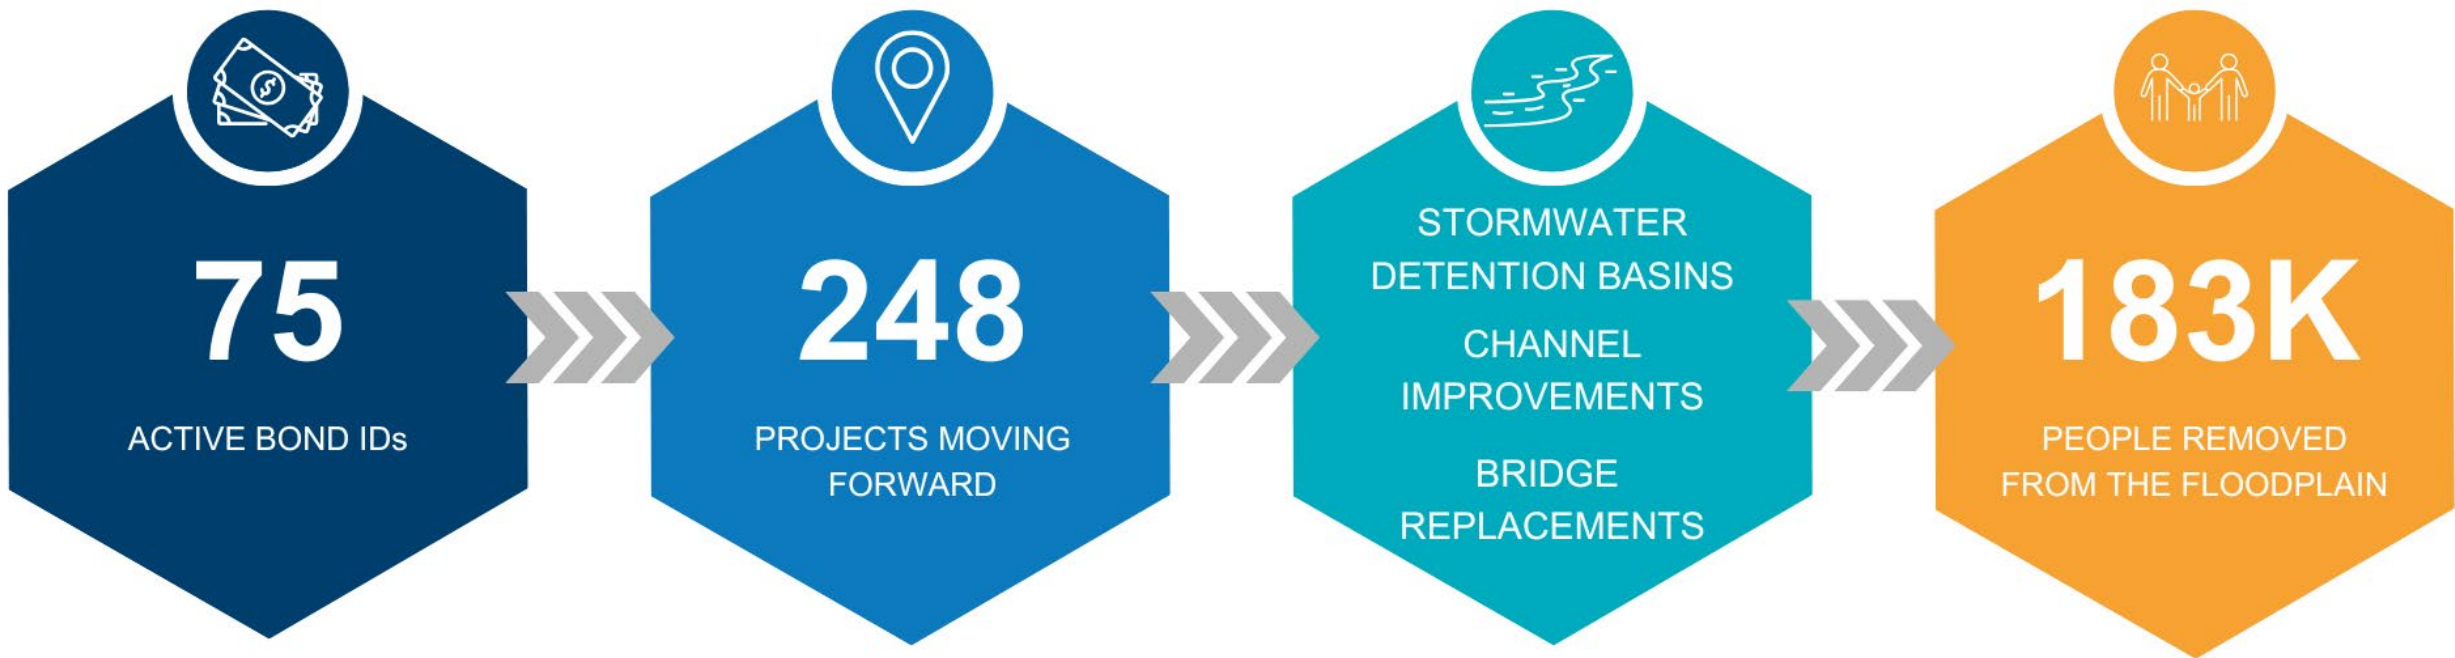 75
ACTIVE BOND IDs
248
PROJECTS MOVING
FORWARD
STORMWATER
DETENTION BASINS
CHANNEL
IMPROVEMENTS
BRIDGE
REPLACEMENTS
183K
PEOPLE REMOVED
FROM THE FLOODPLAIN